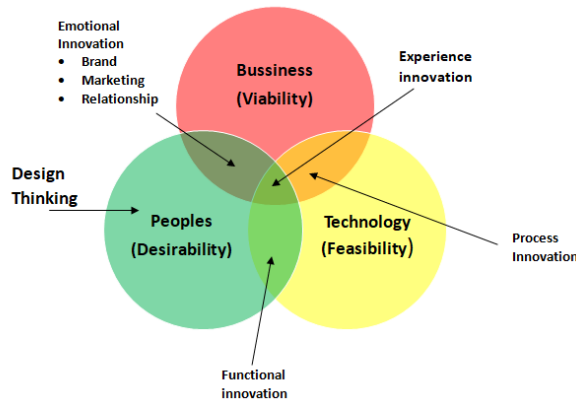 Emotional
Innovation
• Brand
• Marketing
• Relationship
Bussiness
(Viability)
Experience
innovation
Design
Thinking
Peoples
(Desirability)
Technology
(Feasibility)
Process
Innovation
Functional
innovation